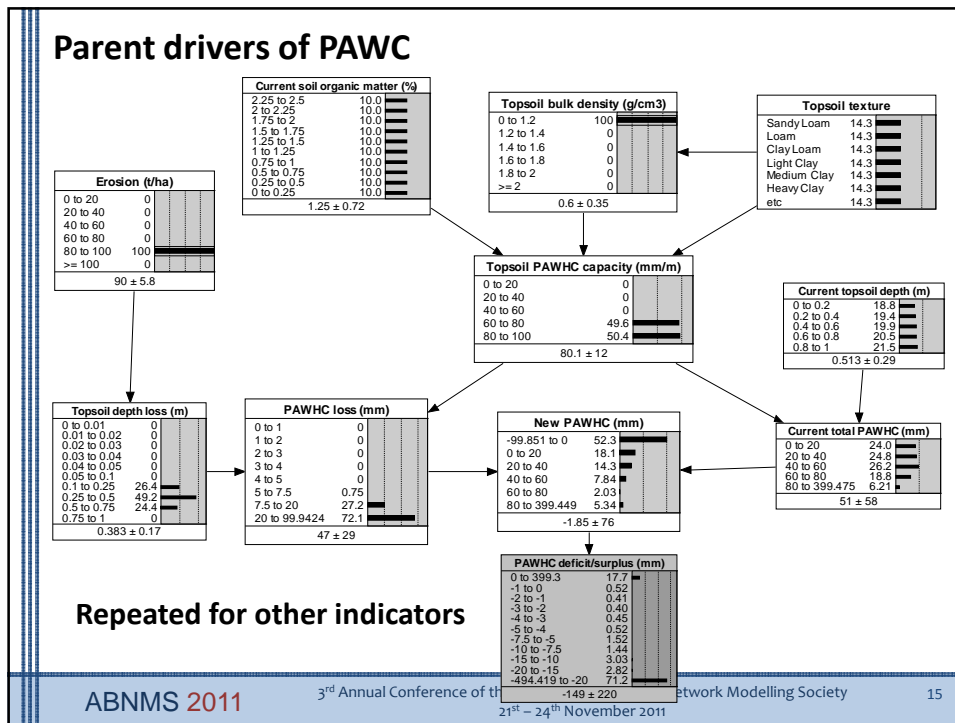 Parent drivers of PAWC
Current soil organic matter (%)
2.25 to 2.5 10.0
2 to 2.25 10.0
1.75 to 2 10.0
1.5 to 1.75 10.0
1.25 to 1.5 10.0
1 to 1.25 10.0
0.75 to 1 10.0
0.5 to 0.75 10.0
0.25 to 0.5 10.0
0 to 0.25 10.0
1.25 ± 0.72
Topsoil bulk density (g/cm3)
0 to 1.2 100
1.2 to 1.4 0
1.4 to 1.6 0
1.6 to 1.8 0
1.8 to 2 0
>= 2 0
0.6 ± 0.35
Topsoil texture
Sandy Loam 14.3
Loam 14.3
Clay Loam 14.3
Light Clay 14.3
Medium Clay 14.3
Heavy Clay 14.3
etc 14.3
Erosion (t/ha)
0 to 20 0
20 to 40 0
40 to 60 0
60 to 80 0
80 to 100 100
>= 100 0
90 ± 5.8
Topsoil PAWHC capacity (mm/m)
0 to 20 0
20 to 40 0
40 to 60 0
60 to 80 49.6
80 to 100 50.4
80.1 ± 12
Current topsoil depth (m)
0 to 0.2 18.8
0.2 to 0.4 19.4
0.4 to 0.6 19.9
0.6 to 0.8 20.5
0.8 to 1 21.5
0.513 ± 0.29
Topsoil depth loss (m)
0 to 0.01 0
0.01 to 0.02 0
0.02 to 0.03 0
0.03 to 0.04 0
0.04 to 0.05 0
0.05 to 0.1 0
0.1 to 0.25 26.4
0.25 to 0.5 49.2
0.5 to 0.75 24.4
0.75 to 1 0
0.383 ± 0.17
PAWHC loss (mm)
0 to 1 0
1 to 2 0
2 to 3 0
3 to 4 0
4 to 5 0
5 to 7.5 0.75
7.5 to 20 27.2
20 to 99.9424 72.1
47 ± 29
New PAWHC (mm)
-99.851 to 0 52.3
0 to 20 18.1
20 to 40 14.3
40 to 60 7.84
60 to 80 2.03
80 to 399.449 5.34
-1.85 ± 76
Current total PAWHC (mm)
0 to 20 24.0
20 to 40 24.8
40 to 60 26.2
60 to 80 18.8
80 to 399.475 6.21
51 ± 58
PAWHC deficit/surplus (mm)
0 to 399.3 17.7
-1 to 0 0.52
-2 to -1 0.41
-3 to -2 0.40
-4 to -3 0.45
-5 to -4 0.52
-7.5 to -5 1.52
-10 to -7.5 1.44
-15 to -10 3.03
-20 to -15 2.82
-494.419 to -20 71.2
-149 ± 220
Repeated for other indicators
ABNMS 2011
3rd Annual Conference of th etwork Modelling Society
21st – 24th November 2011
15